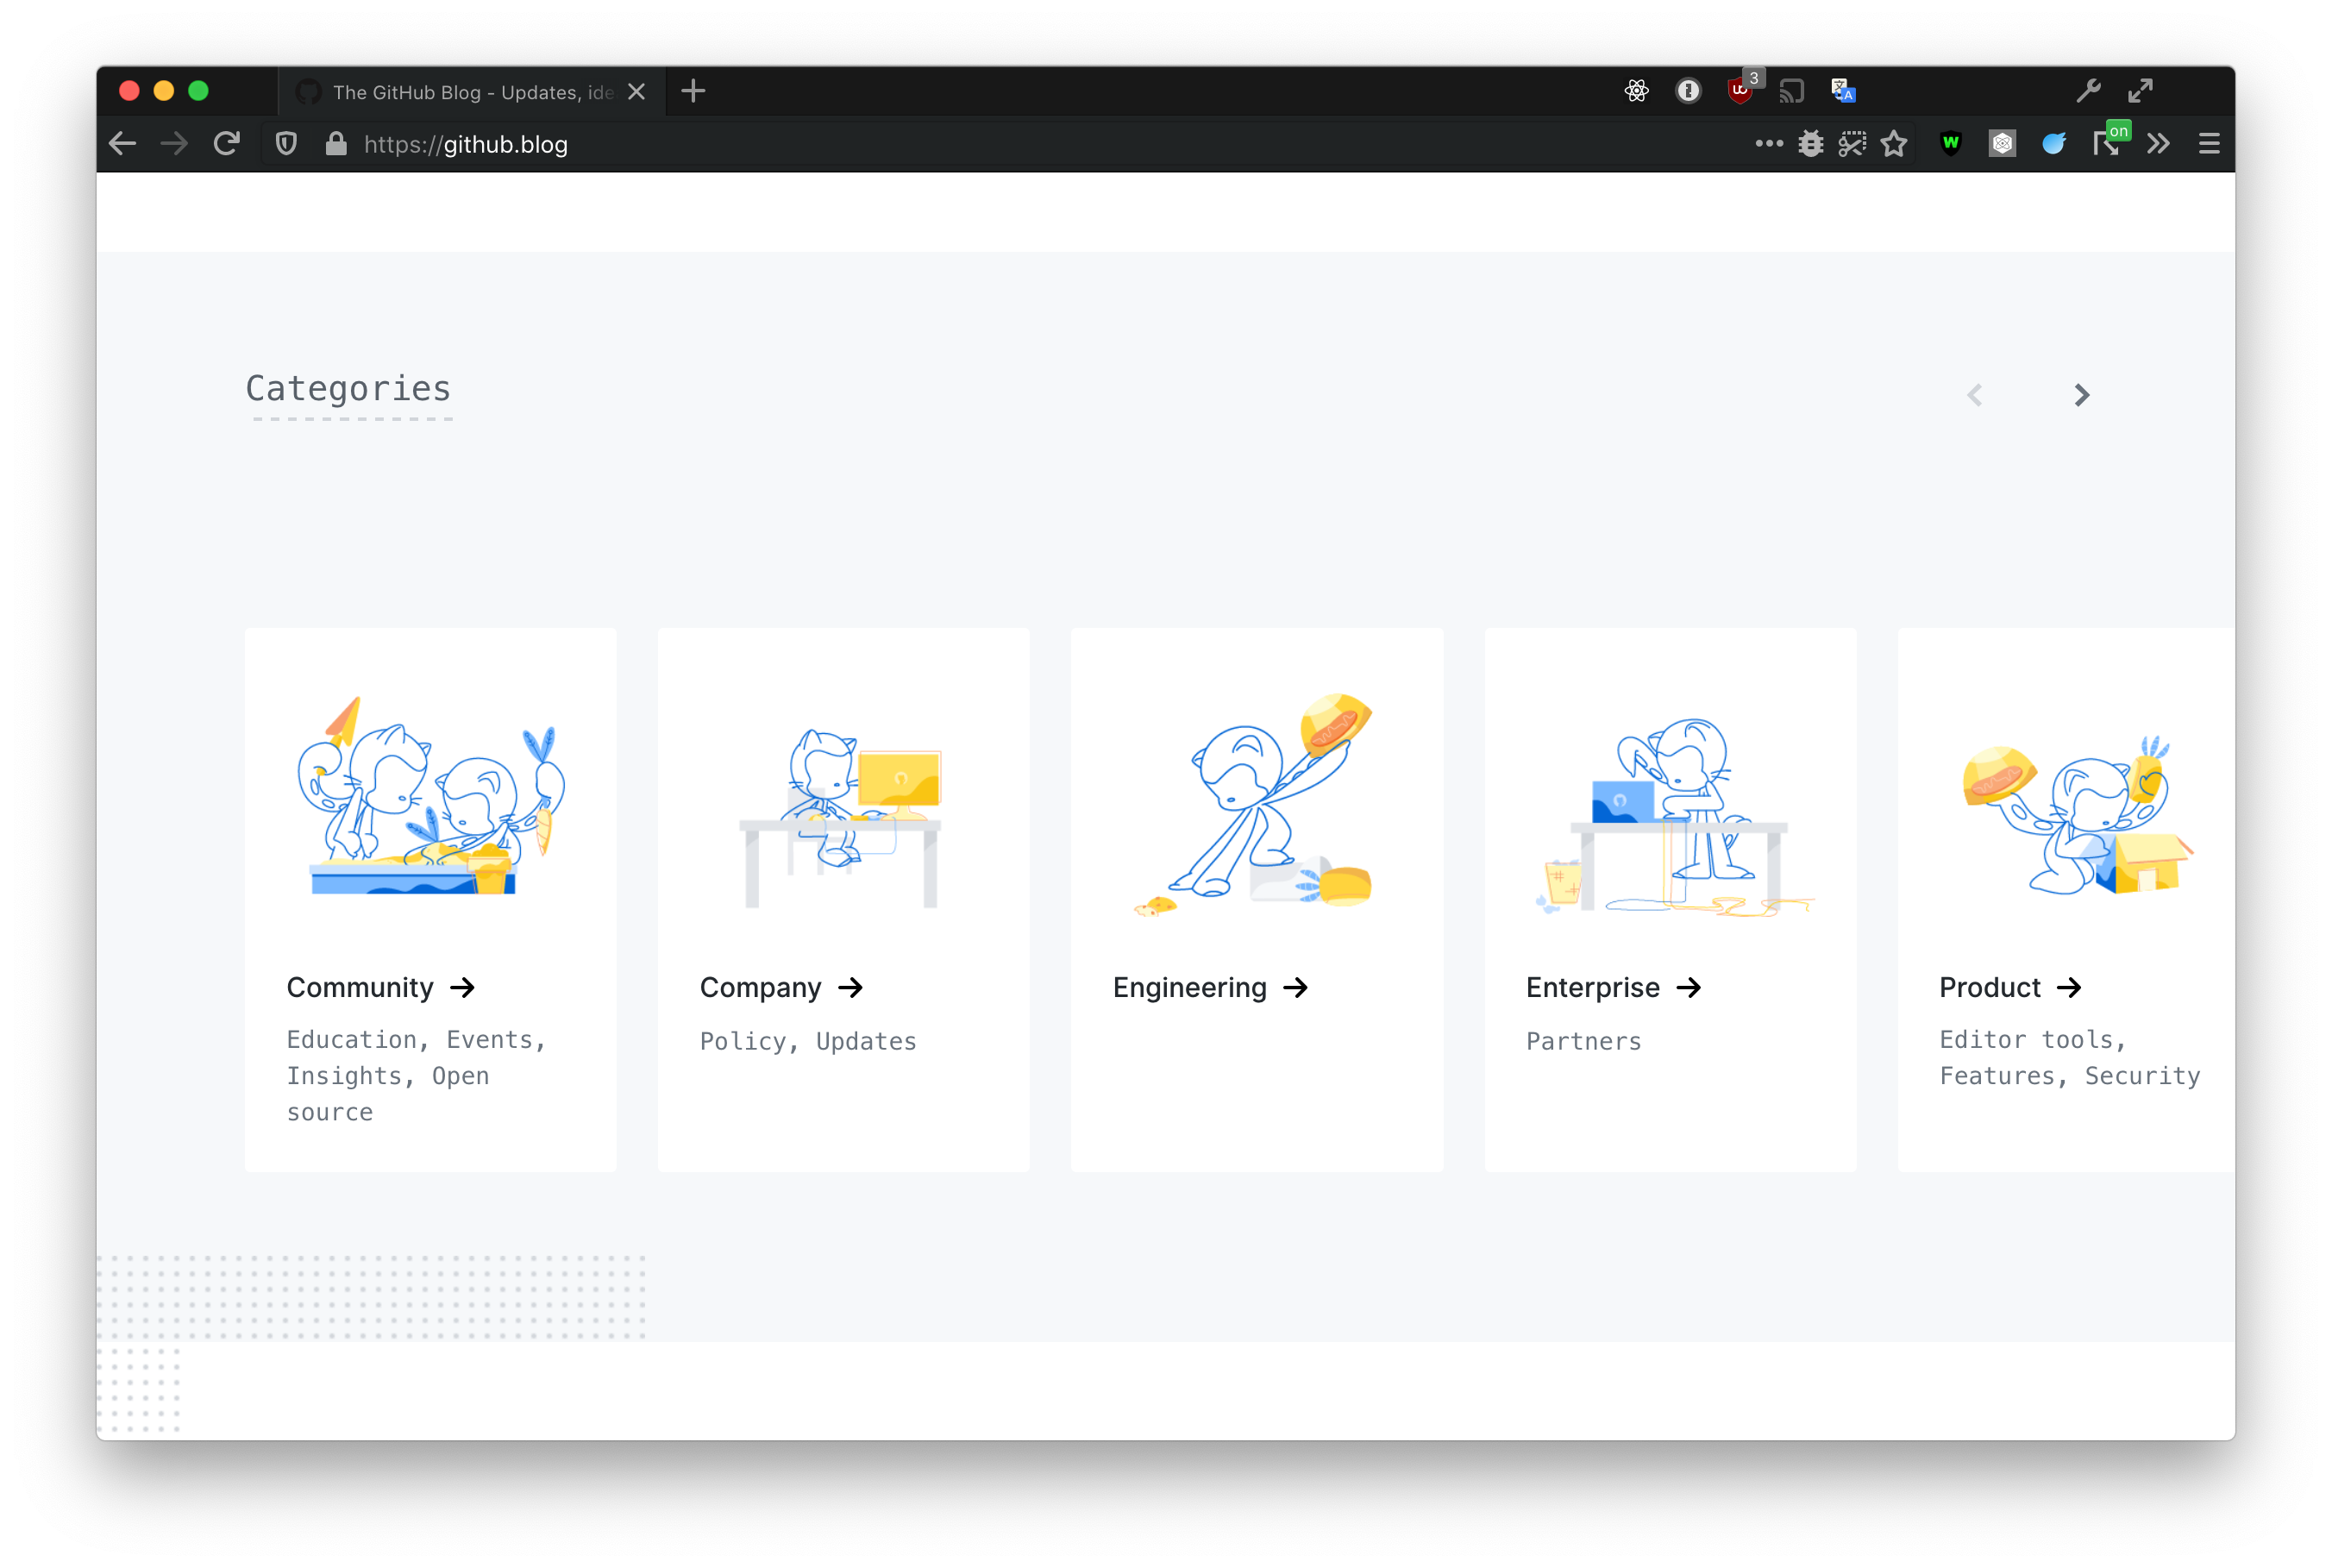 The GitHub Blog - Updates, ide
3
https://github.blog
on
Categories
Community →
Education, Events,
Insights, Open
source
Company →
Policy, Updates
Engineering →
Enterprise →
Partners
Product →
Editor tools,
Features, Security